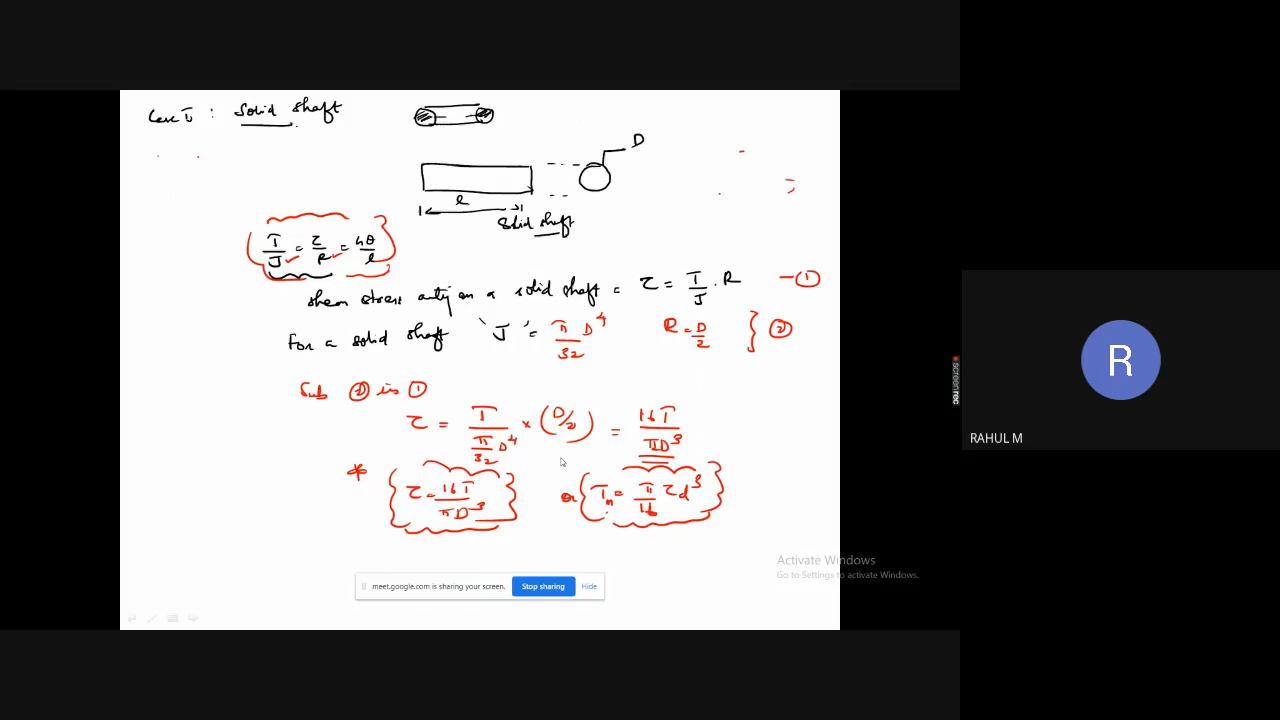 Case I : Solid shaft
D
l
Solid shaft
T/J = τ/R = Gθ/l
Shear stress acting on a solid shaft = τ = T/J . R — ①
For a solid shaft 'J' = π/32 D⁴ R = D/2 } ②
Sub ② in ①
τ = T / (π/32 D⁴) × (D/2) = 16T / πD³
* τ = 16T / πD³ or Tₙ = π/16 τ d³
R
RAHUL M
screenrec
Activate Windows
Go to Settings to activate Windows.
meet.google.com is sharing your screen. Stop sharing Hide